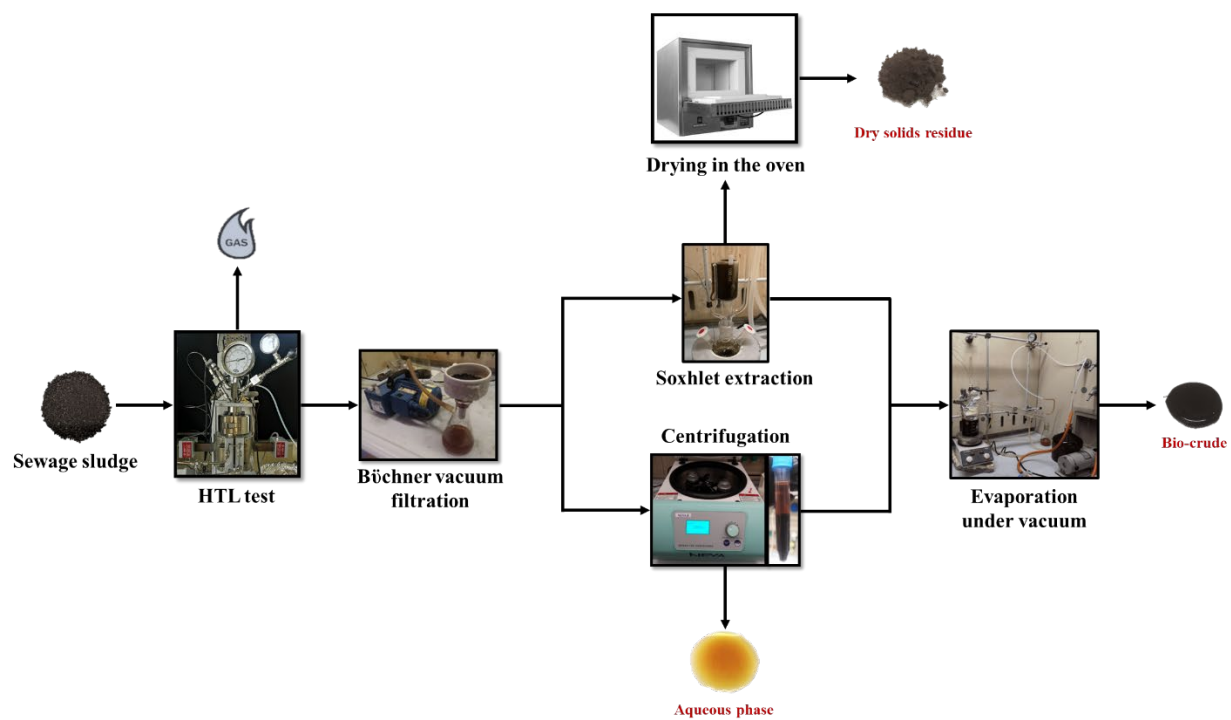 Dry solids residue
Drying in the oven
GAS
Soxhlet extraction
Centrifugation
Sewage sludge
HTL test
Bϋchner vacuum
filtration
Evaporation
under vacuum
Bio-crude
Aqueous phase